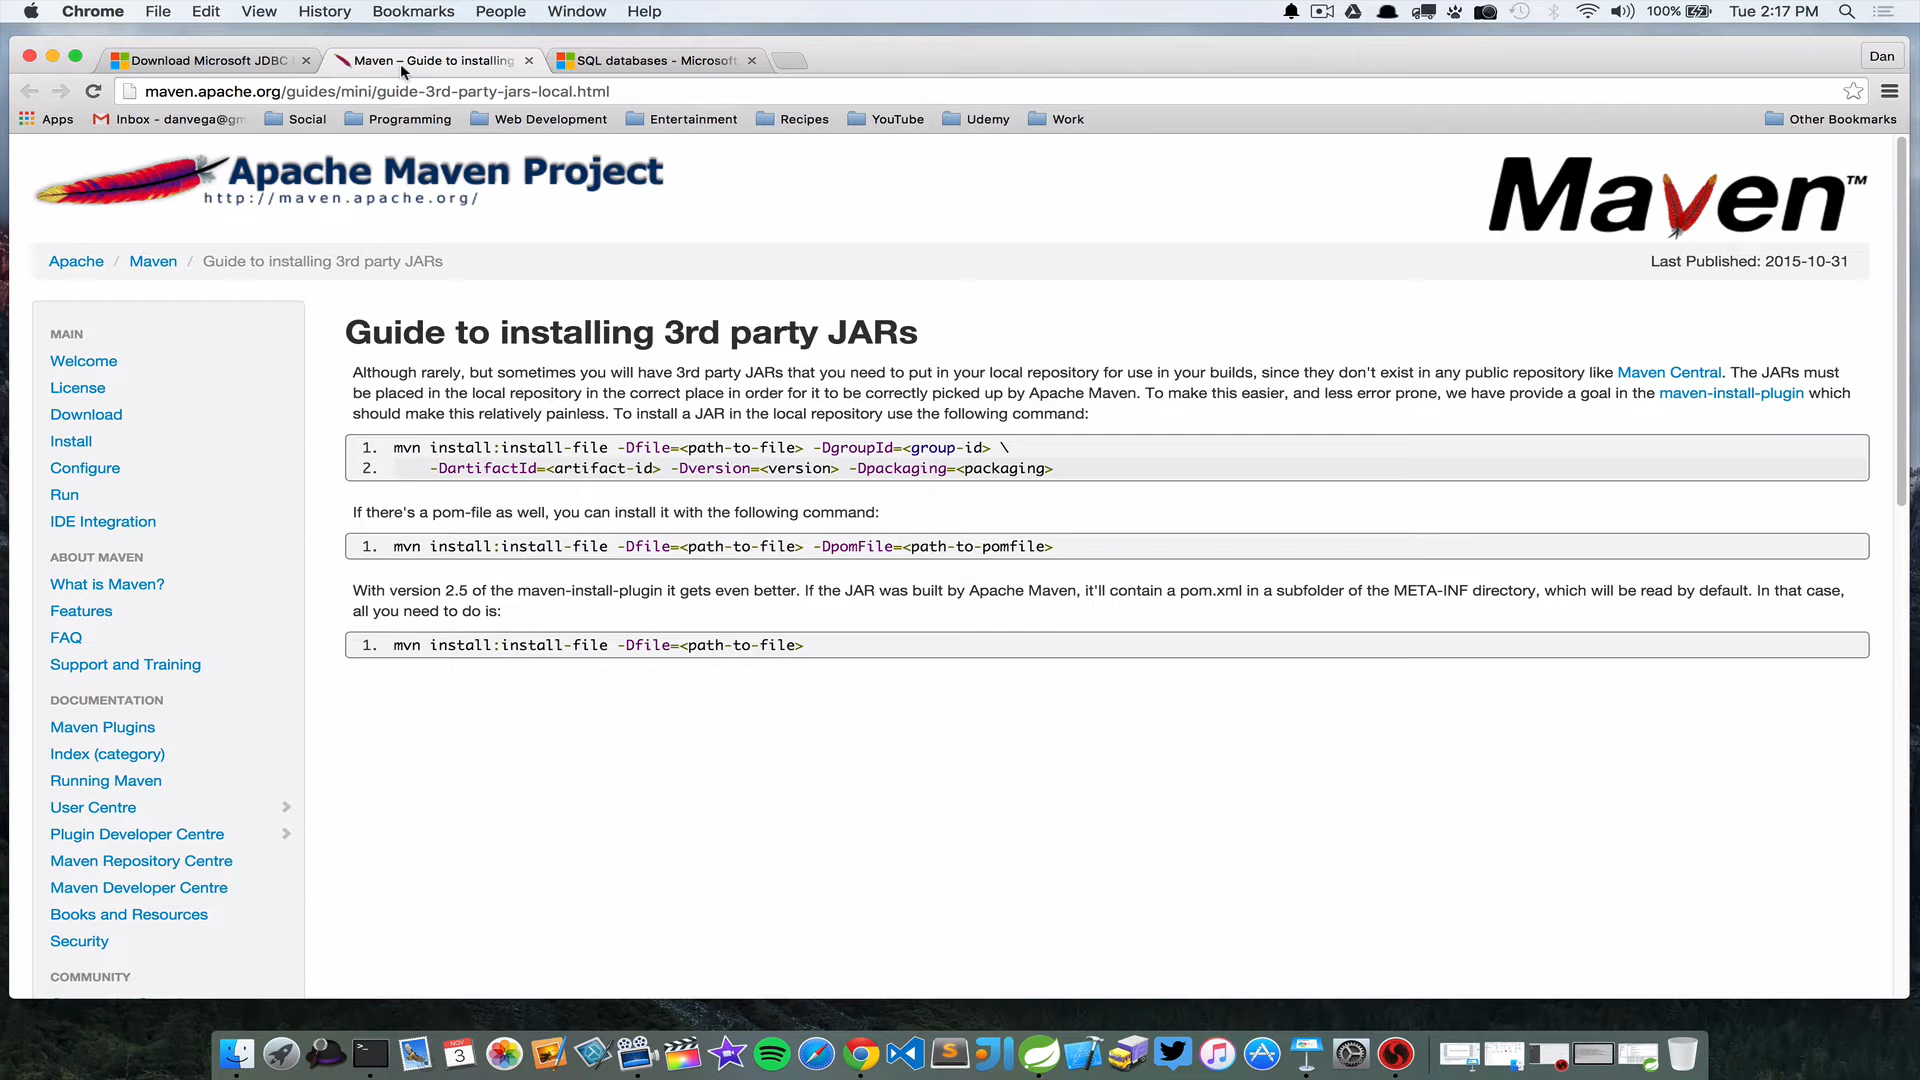 Chrome File Edit View History Bookmarks People Window Help 100% Tue 2:17 PM
Download Microsoft JDBC Maven – Guide to installing SQL databases - Microsoft Dan
maven.apache.org/guides/mini/guide-3rd-party-jars-local.html
Apps Inbox - danvega@gm Social Programming Web Development Entertainment Recipes YouTube Udemy Work Other Bookmarks
Apache Maven Project
http://maven.apache.org/
Maven™
Apache / Maven / Guide to installing 3rd party JARs Last Published: 2015-10-31
MAIN
Welcome
License
Download
Install
Configure
Run
IDE Integration
ABOUT MAVEN
What is Maven?
Features
FAQ
Support and Training
DOCUMENTATION
Maven Plugins
Index (category)
Running Maven
User Centre
Plugin Developer Centre
Maven Repository Centre
Maven Developer Centre
Books and Resources
Security
COMMUNITY
Guide to installing 3rd party JARs
Although rarely, but sometimes you will have 3rd party JARs that you need to put in your local repository for use in your builds, since they don't exist in any public repository like Maven Central. The JARs must
be placed in the local repository in the correct place in order for it to be correctly picked up by Apache Maven. To make this easier, and less error prone, we have provide a goal in the maven-install-plugin which
should make this relatively painless. To install a JAR in the local repository use the following command:
1. mvn install:install-file -Dfile=<path-to-file> -DgroupId=<group-id> \
2. -DartifactId=<artifact-id> -Dversion=<version> -Dpackaging=<packaging>
If there's a pom-file as well, you can install it with the following command:
1. mvn install:install-file -Dfile=<path-to-file> -DpomFile=<path-to-pomfile>
With version 2.5 of the maven-install-plugin it gets even better. If the JAR was built by Apache Maven, it'll contain a pom.xml in a subfolder of the META-INF directory, which will be read by default. In that case,
all you need to do is:
1. mvn install:install-file -Dfile=<path-to-file>
NOV
3